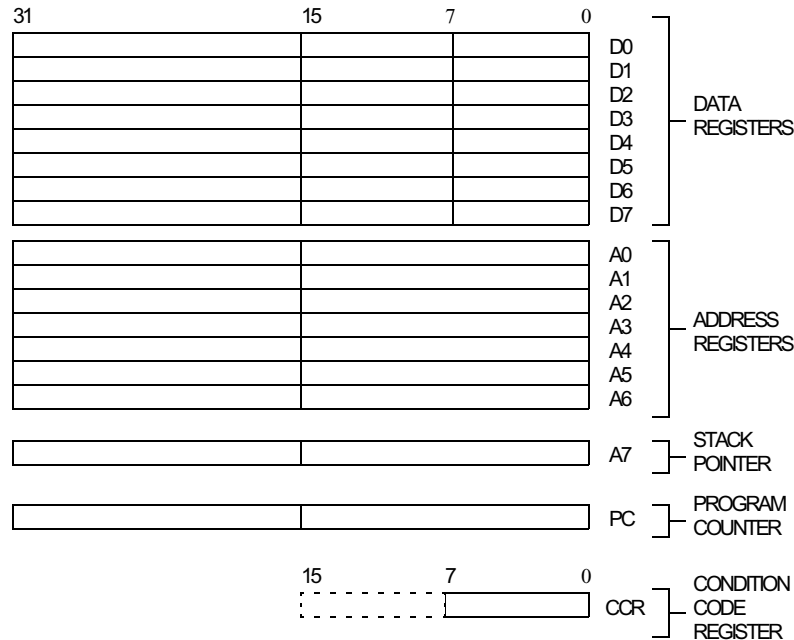 31 15 7 0
D0
D1
D2
D3
D4
D5
D6
D7
DATA
REGISTERS
A0
A1
A2
A3
A4
A5
A6
ADDRESS
REGISTERS
A7
STACK
POINTER
PC
PROGRAM
COUNTER
15 7 0
CCR
CONDITION
CODE
REGISTER